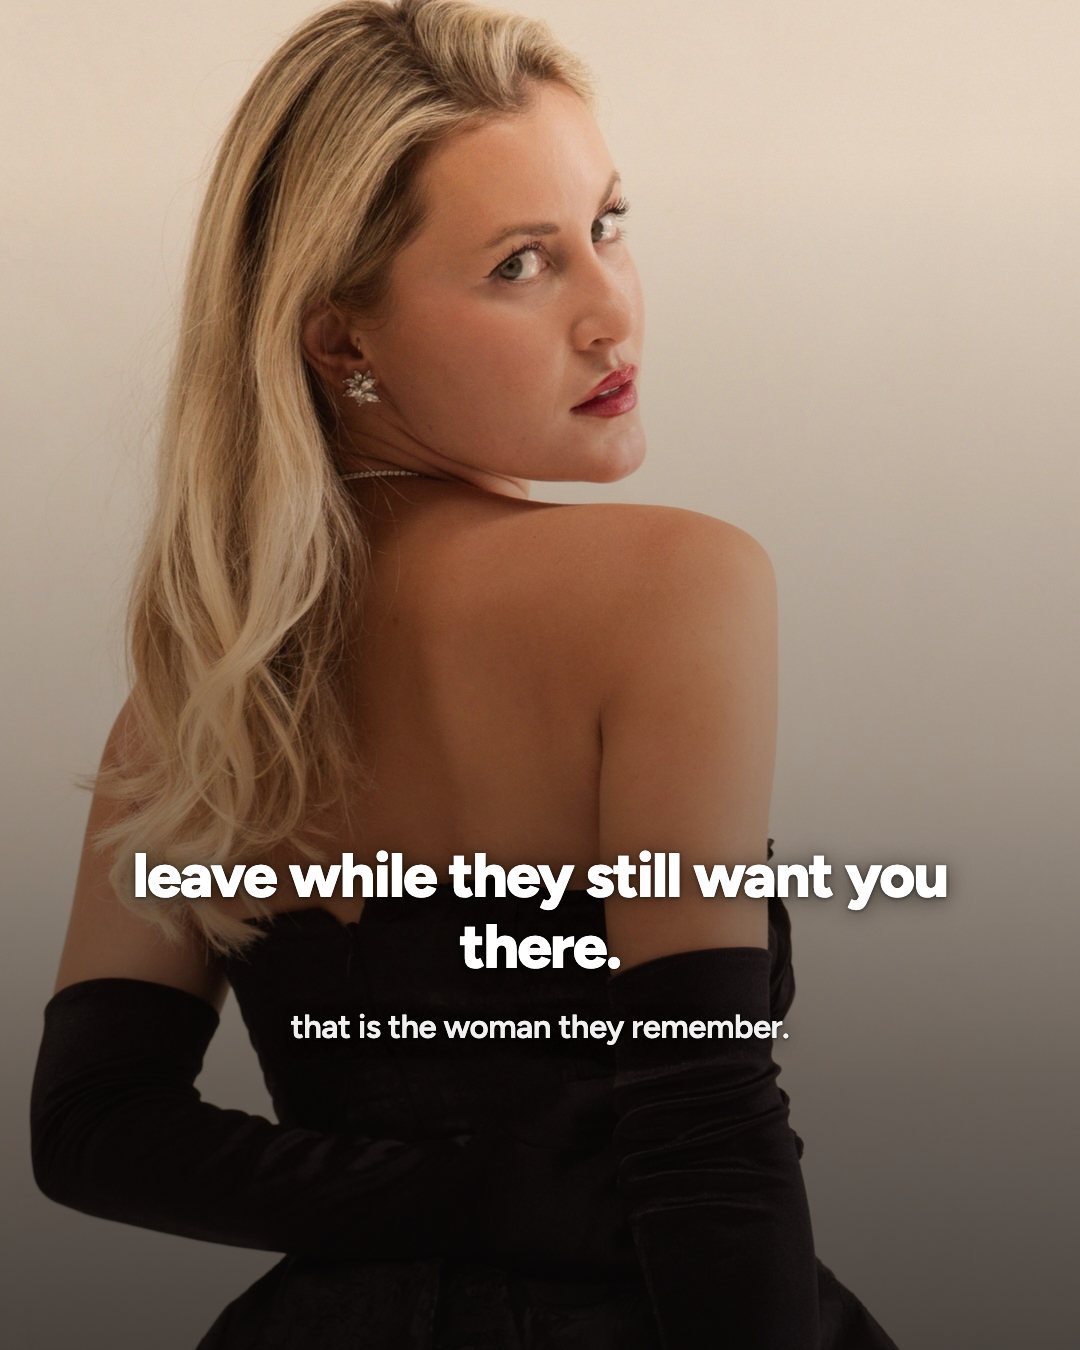 leave while they still want you
there.
that is the woman they remember.